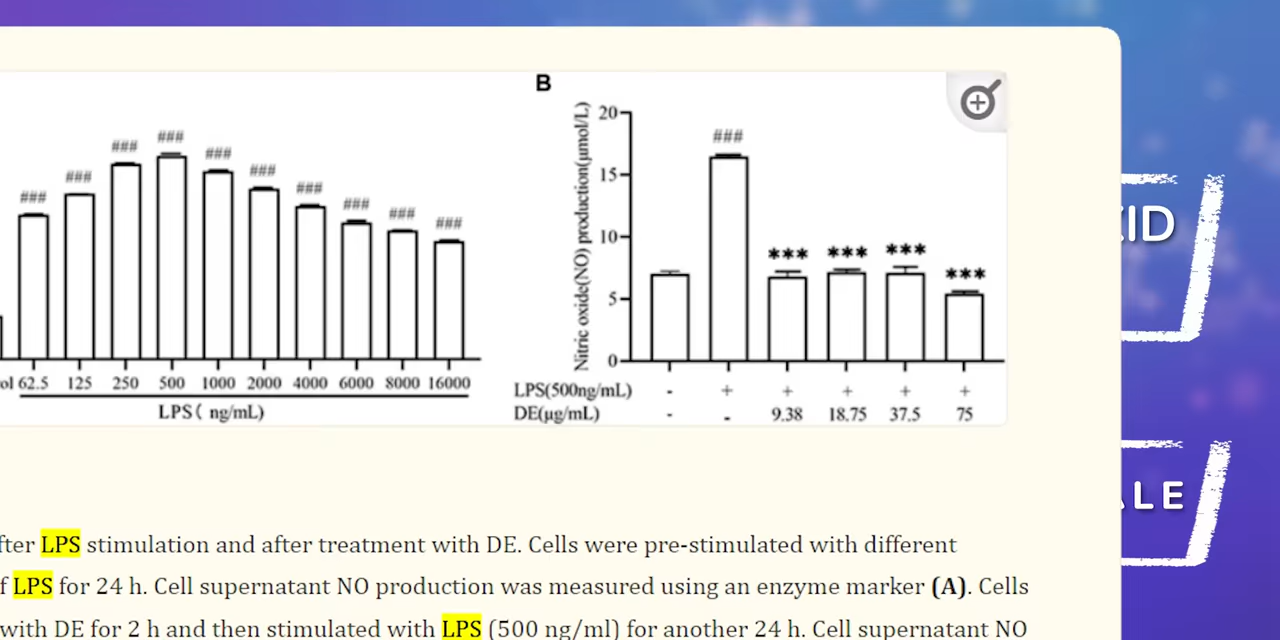 B
20
15
10
5
0
Nitric oxide(NO) production(μmol/L)
###
###
###
###
###
###
###
###
###
###
###
***
***
***
***
62.5 125 250 500 1000 2000 4000 6000 8000 16000
LPS( ng/mL)
LPS(500ng/mL) - + + + + +
DE(μg/mL) - - 9.38 18.75 37.5 75
LPS stimulation and after treatment with DE. Cells were pre-stimulated with different
LPS for 24 h. Cell supernatant NO production was measured using an enzyme marker (A). Cells
with DE for 2 h and then stimulated with LPS (500 ng/ml) for another 24 h. Cell supernatant NO